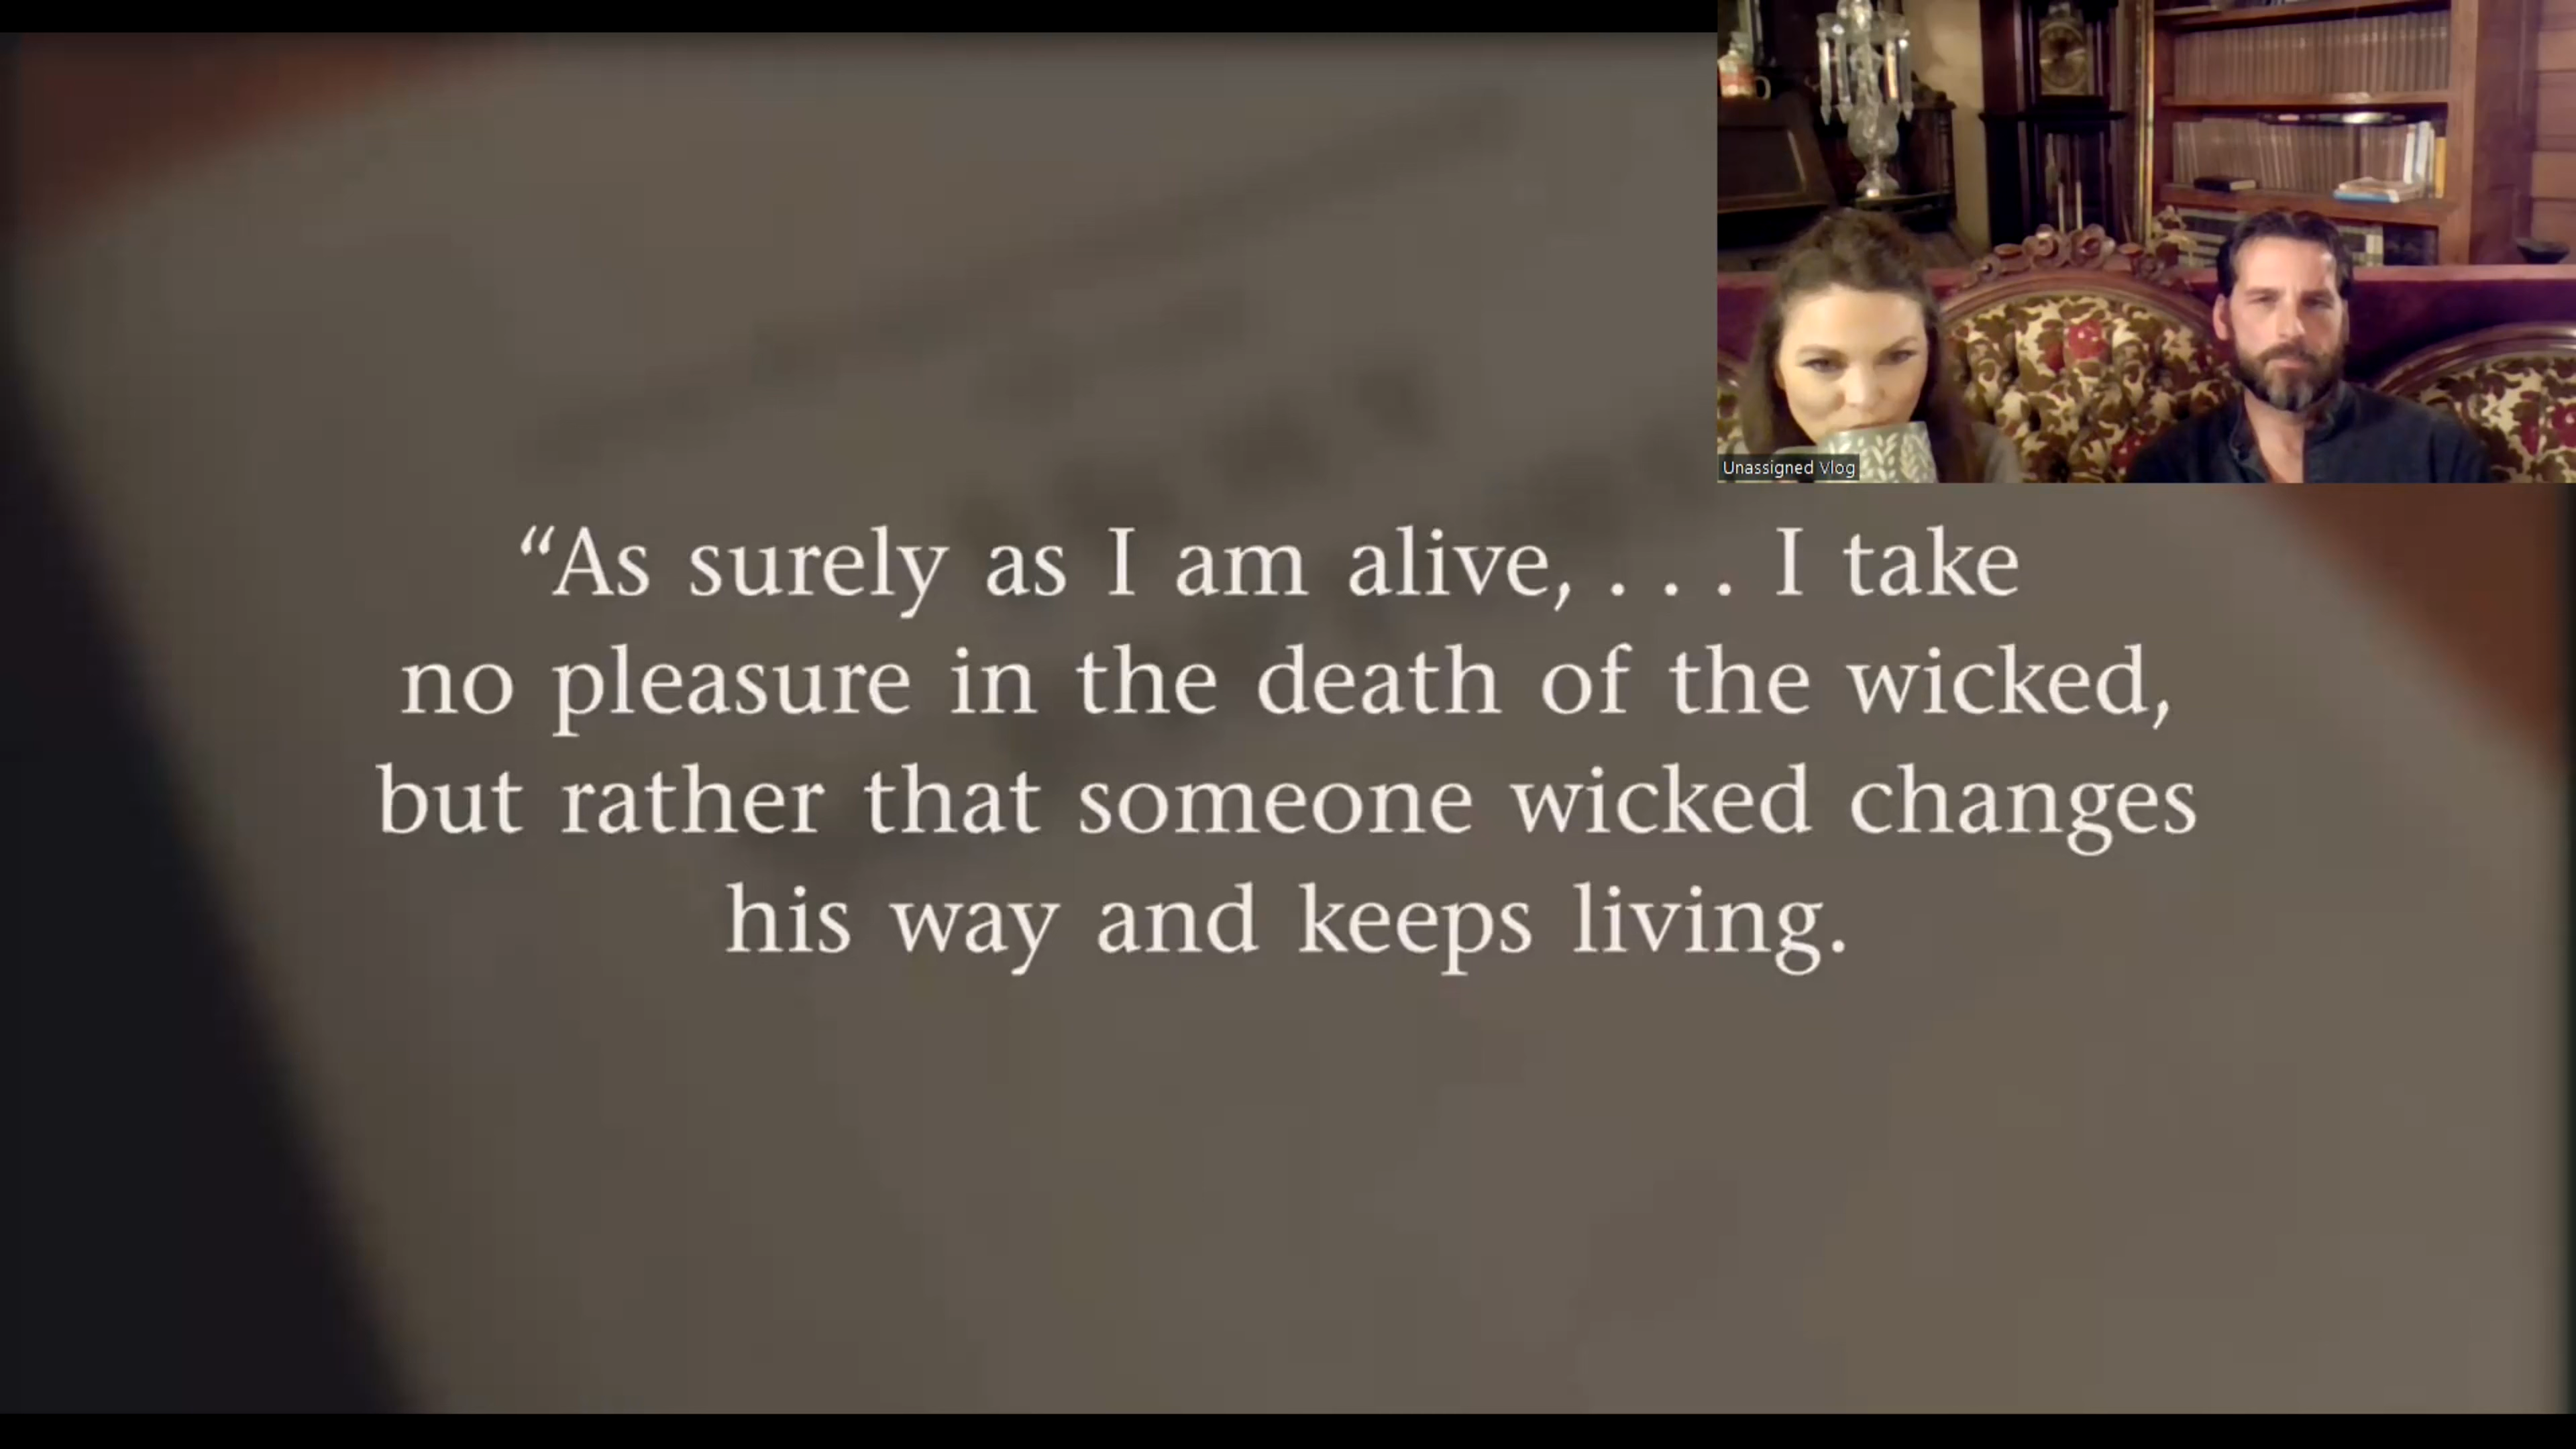 Unassigned Vlog
“As surely as I am alive, . . . I take
no pleasure in the death of the wicked,
but rather that someone wicked changes
his way and keeps living.